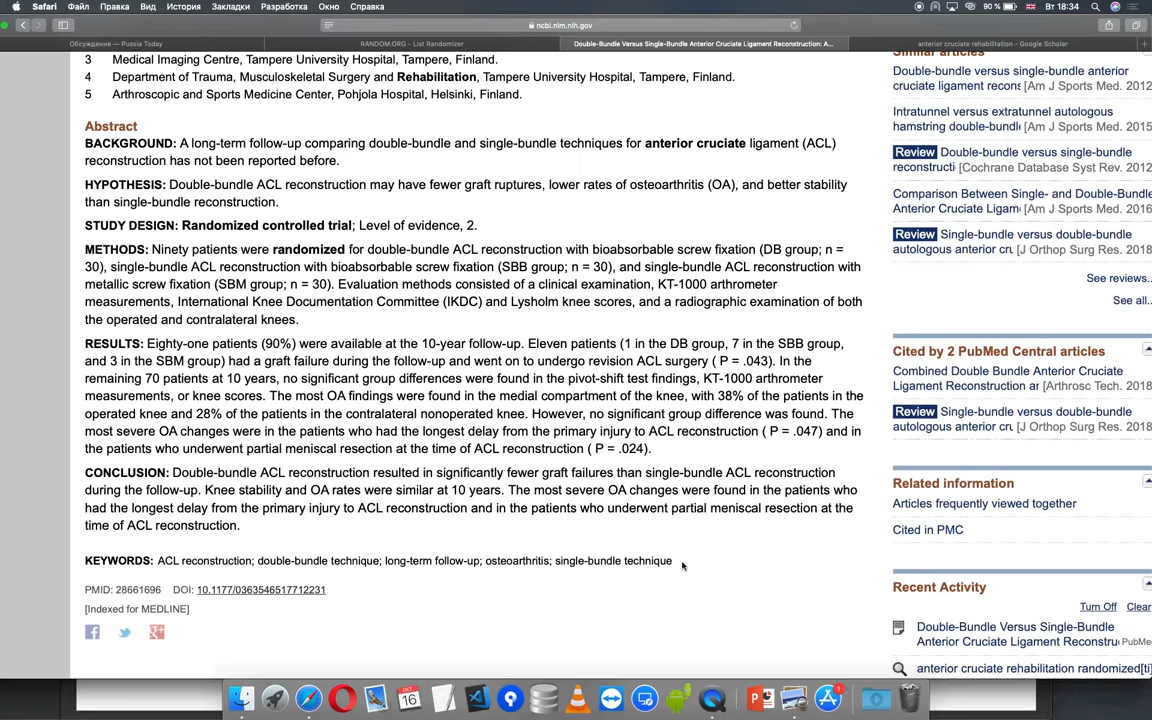 Safari Файл Правка Вид История Закладки Разработка Окно Справка 90 % Вт 18:34
ncbi.nlm.nih.gov
Обсуждение — Pussia Today RANDOM.ORG - List Randomizer Double-Bundle Versus Single-Bundle Anterior Cruciate Ligament Reconstruction: A... anterior cruciate rehabilitation - Google Scholar
3 Medical Imaging Centre, Tampere University Hospital, Tampere, Finland.
4 Department of Trauma, Musculoskeletal Surgery and Rehabilitation, Tampere University Hospital, Tampere, Finland.
5 Arthroscopic and Sports Medicine Center, Pohjola Hospital, Helsinki, Finland.
Abstract
BACKGROUND: A long-term follow-up comparing double-bundle and single-bundle techniques for anterior cruciate ligament (ACL)
reconstruction has not been reported before.
HYPOTHESIS: Double-bundle ACL reconstruction may have fewer graft ruptures, lower rates of osteoarthritis (OA), and better stability
than single-bundle reconstruction.
STUDY DESIGN: Randomized controlled trial; Level of evidence, 2.
METHODS: Ninety patients were randomized for double-bundle ACL reconstruction with bioabsorbable screw fixation (DB group; n =
30), single-bundle ACL reconstruction with bioabsorbable screw fixation (SBB group; n = 30), and single-bundle ACL reconstruction with
metallic screw fixation (SBM group; n = 30). Evaluation methods consisted of a clinical examination, KT-1000 arthrometer
measurements, International Knee Documentation Committee (IKDC) and Lysholm knee scores, and a radiographic examination of both
the operated and contralateral knees.
RESULTS: Eighty-one patients (90%) were available at the 10-year follow-up. Eleven patients (1 in the DB group, 7 in the SBB group,
and 3 in the SBM group) had a graft failure during the follow-up and went on to undergo revision ACL surgery ( P = .043). In the
remaining 70 patients at 10 years, no significant group differences were found in the pivot-shift test findings, KT-1000 arthrometer
measurements, or knee scores. The most OA findings were found in the medial compartment of the knee, with 38% of the patients in the
operated knee and 28% of the patients in the contralateral nonoperated knee. However, no significant group difference was found. The
most severe OA changes were in the patients who had the longest delay from the primary injury to ACL reconstruction ( P = .047) and in
the patients who underwent partial meniscal resection at the time of ACL reconstruction ( P = .024).
CONCLUSION: Double-bundle ACL reconstruction resulted in significantly fewer graft failures than single-bundle ACL reconstruction
during the follow-up. Knee stability and OA rates were similar at 10 years. The most severe OA changes were found in the patients who
had the longest delay from the primary injury to ACL reconstruction and in the patients who underwent partial meniscal resection at the
time of ACL reconstruction.
KEYWORDS: ACL reconstruction; double-bundle technique; long-term follow-up; osteoarthritis; single-bundle technique
PMID: 28661696 DOI: 10.1177/0363546517712231
[Indexed for MEDLINE]
Similar articles
Double-bundle versus single-bundle anterior
cruciate ligament recons [Am J Sports Med. 2012
Intratunnel versus extratunnel autologous
hamstring double-bundl [Am J Sports Med. 2015
Review Double-bundle versus single-bundle
reconstructi [Cochrane Database Syst Rev. 2012
Comparison Between Single- and Double-Bundle
Anterior Cruciate Ligam [Am J Sports Med. 2016
Review Single-bundle versus double-bundle
autologous anterior cru [J Orthop Surg Res. 2018
See reviews..
See all..
Cited by 2 PubMed Central articles
Combined Double Bundle Anterior Cruciate
Ligament Reconstruction ar [Arthrosc Tech. 2018
Review Single-bundle versus double-bundle
autologous anterior cru [J Orthop Surg Res. 2018
Related information
Articles frequently viewed together
Cited in PMC
Recent Activity
Turn Off Clear
Double-Bundle Versus Single-Bundle
Anterior Cruciate Ligament Reconstru PubMe
anterior cruciate rehabilitation randomized[ti]
ОКТ
16
1